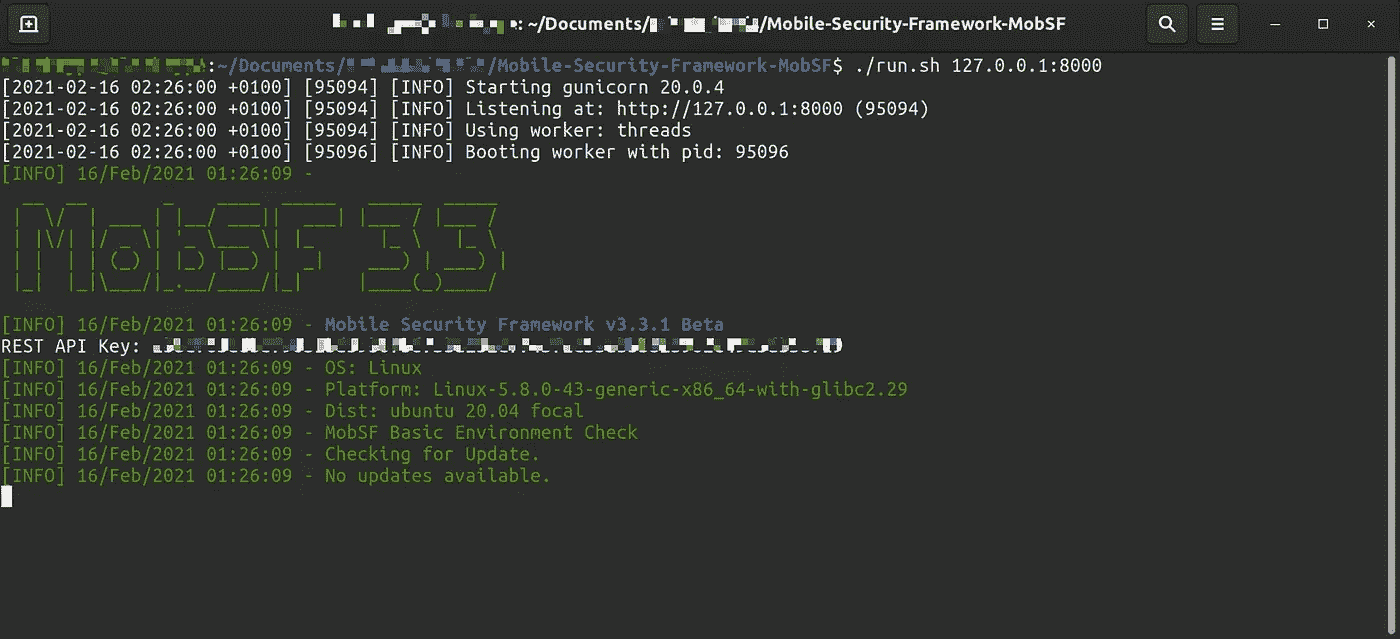 : ~/Documents/ /Mobile-Security-Framework-MobSF
:~/Documents/ /Mobile-Security-Framework-MobSF$ ./run.sh 127.0.0.1:8000
[2021-02-16 02:26:00 +0100] [95094] [INFO] Starting gunicorn 20.0.4
[2021-02-16 02:26:00 +0100] [95094] [INFO] Listening at: http://127.0.0.1:8000 (95094)
[2021-02-16 02:26:00 +0100] [95094] [INFO] Using worker: threads
[2021-02-16 02:26:00 +0100] [95096] [INFO] Booting worker with pid: 95096
[INFO] 16/Feb/2021 01:26:09 -
MobSF 3.3
[INFO] 16/Feb/2021 01:26:09 - Mobile Security Framework v3.3.1 Beta
REST API Key:
[INFO] 16/Feb/2021 01:26:09 - OS: Linux
[INFO] 16/Feb/2021 01:26:09 - Platform: Linux-5.8.0-43-generic-x86_64-with-glibc2.29
[INFO] 16/Feb/2021 01:26:09 - Dist: ubuntu 20.04 focal
[INFO] 16/Feb/2021 01:26:09 - MobSF Basic Environment Check
[INFO] 16/Feb/2021 01:26:09 - Checking for Update.
[INFO] 16/Feb/2021 01:26:09 - No updates available.